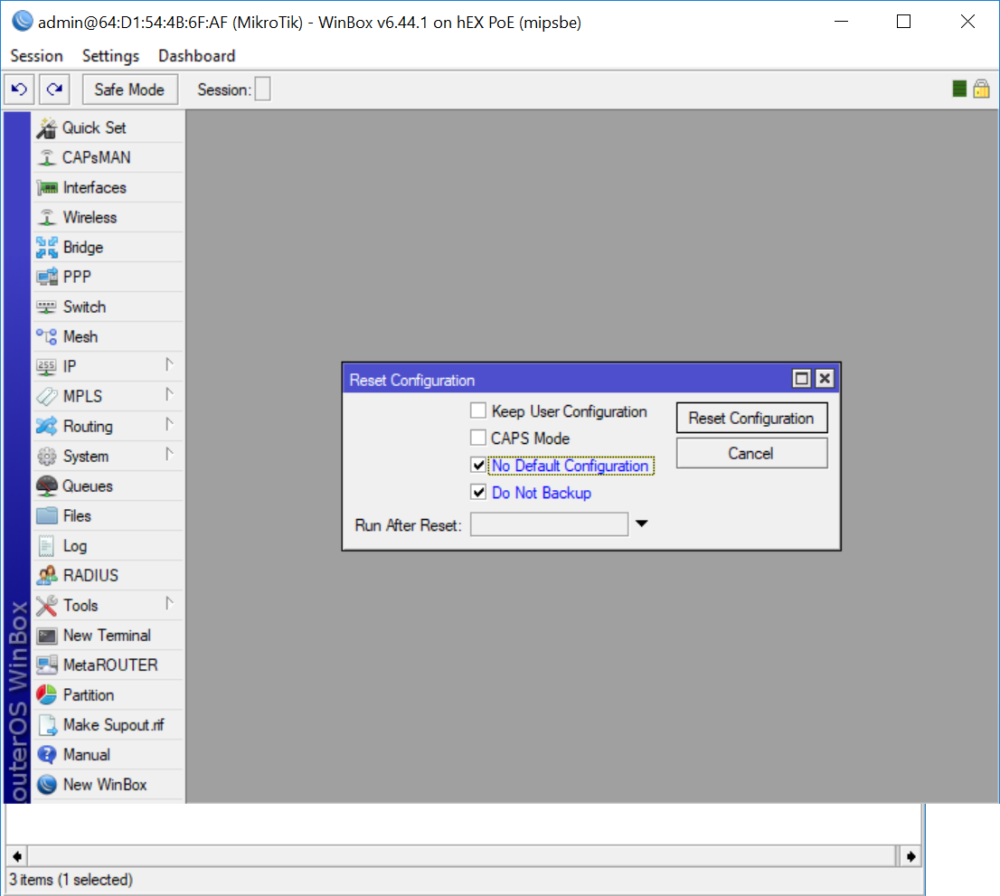 admin@64:D1:54:4B:6F:AF (MikroTik) - WinBox v6.44.1 on hEX PoE (mipsbe)
Session Settings Dashboard
Safe Mode Session:
Quick Set
CAPsMAN
Interfaces
Wireless
Bridge
PPP
Switch
Mesh
255 IP
MPLS
Routing
System
Queues
Files
Log
RADIUS
Tools
New Terminal
MetaROUTER
Partition
Make Supout.rif
Manual
New WinBox
outerOS WinBox
Reset Configuration
Keep User Configuration
CAPS Mode
No Default Configuration
Do Not Backup
Run After Reset:
Reset Configuration
Cancel
3 items (1 selected)